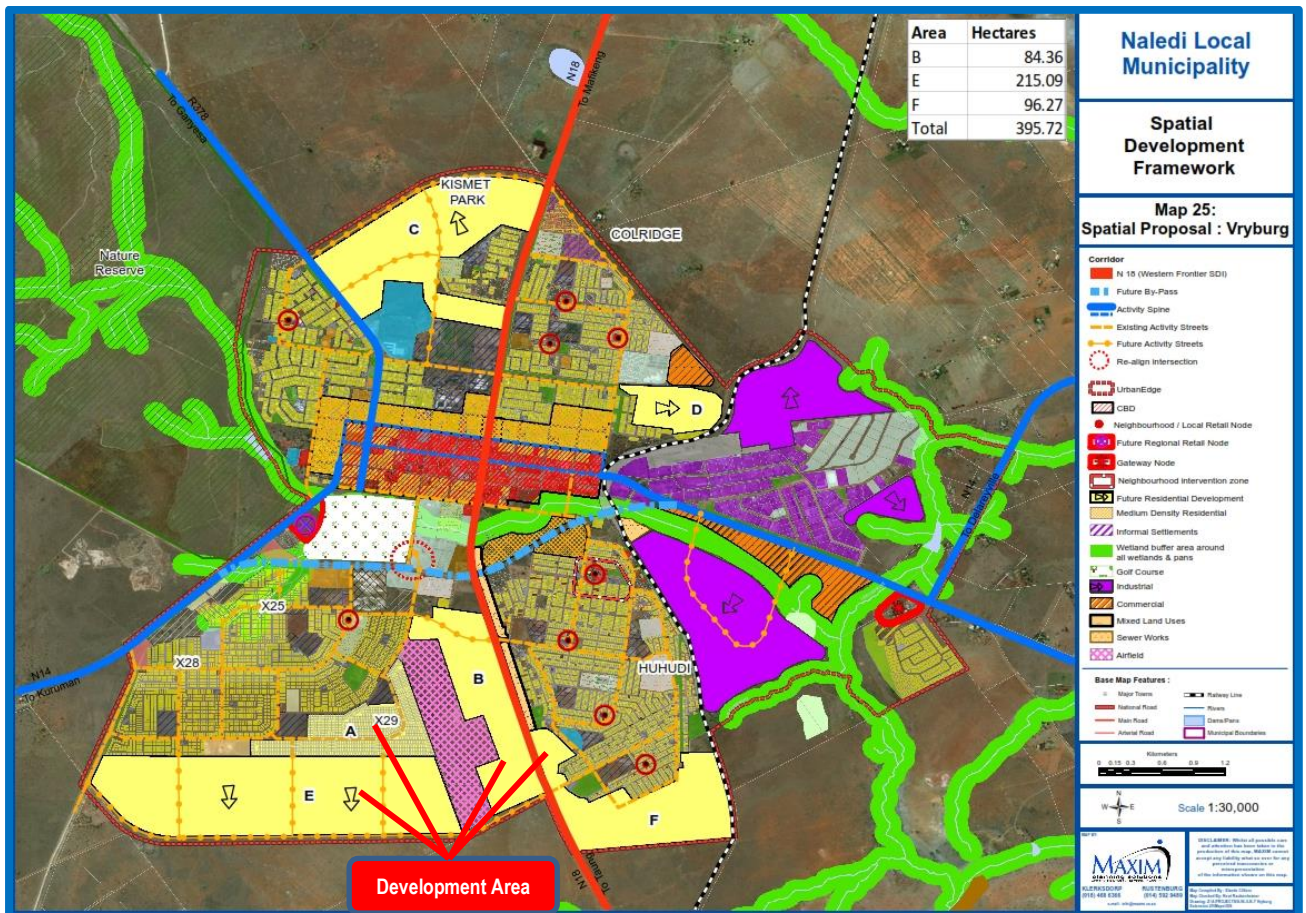 Area Hectares
B 84.36
E 215.09
F 96.27
Total 395.72
Naledi Local
Municipality
Spatial
Development
Framework
Map 25:
Spatial Proposal : Vryburg
Corridor
N 18 (Western Frontier SDI)
Future By-Pass
Activity Spine
Existing Activity Streets
Future Activity Streets
Re-align intersection
UrbanEdge
CBD
Neighbourhood / Local Retail Node
Future Regional Retail Node
Gateway Node
Neighbourhood intervention zone
Future Residential Development
Medium Density Residential
Informal Settlements
Wetland buffer area around
all wetlands & pans
Golf Course
Industrial
Commercial
Mixed Land Uses
Sewer Works
Airfield
Base Map Features :
Major Towns
National Road
Main Road
Arterial Road
Railway Line
Rivers
Dams/Pans
Municipal Boundaries
Kilometers
0 0.15 0.3 0.6 0.9 1.2
N
W E
S
Scale 1:30,000
MAP BY:
MAXIM
PLANNING SOLUTIONS
KLERKSDORP
RUSTENBURG
R378
To Ganyesa
N18
To Mafikeng
KISMET
PARK
C
COLRIDGE
Nature
Reserve
D
N14
To Delareyville
X25
X28
N14
To Kuruman
B
HUHUDI
A
X29
E
F
N18
To Taung
Development Area